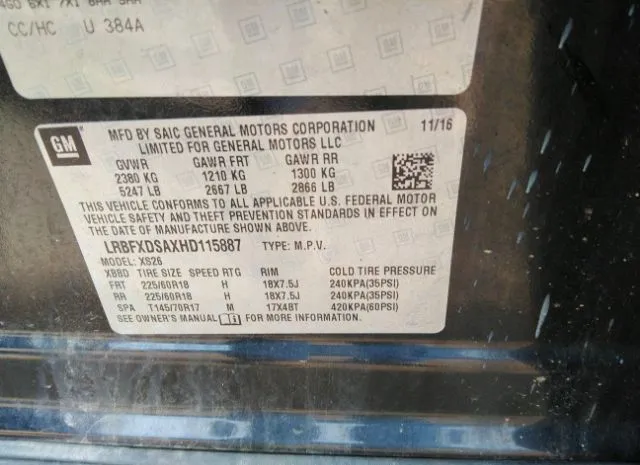 CC/HC U 384A
GM
MFD BY SAIC GENERAL MOTORS CORPORATION 11/16
LIMITED FOR GENERAL MOTORS LLC
GVWR GAWR FRT GAWR RR
2380 KG 1210 KG 1300 KG
5247 LB 2667 LB 2866 LB
THIS VEHICLE CONFORMS TO ALL APPLICABLE U.S. FEDERAL MOTOR
VEHICLE SAFETY AND THEFT PREVENTION STANDARDS IN EFFECT ON
THE DATE OF MANUFACTURE SHOWN ABOVE.
LRBFXDSAXHD115887 TYPE: M.P.V.
MODEL: XS26
XBBD TIRE SIZE SPEED RTG RIM COLD TIRE PRESSURE
FRT 225/60R18 H 18X7.5J 240KPA(35PSI)
RR 225/60R18 H 18X7.5J 240KPA(35PSI)
SPA T145/70R17 M 17X4BT 420KPA(60PSI)
SEE OWNER'S MANUAL FOR MORE INFORMATION